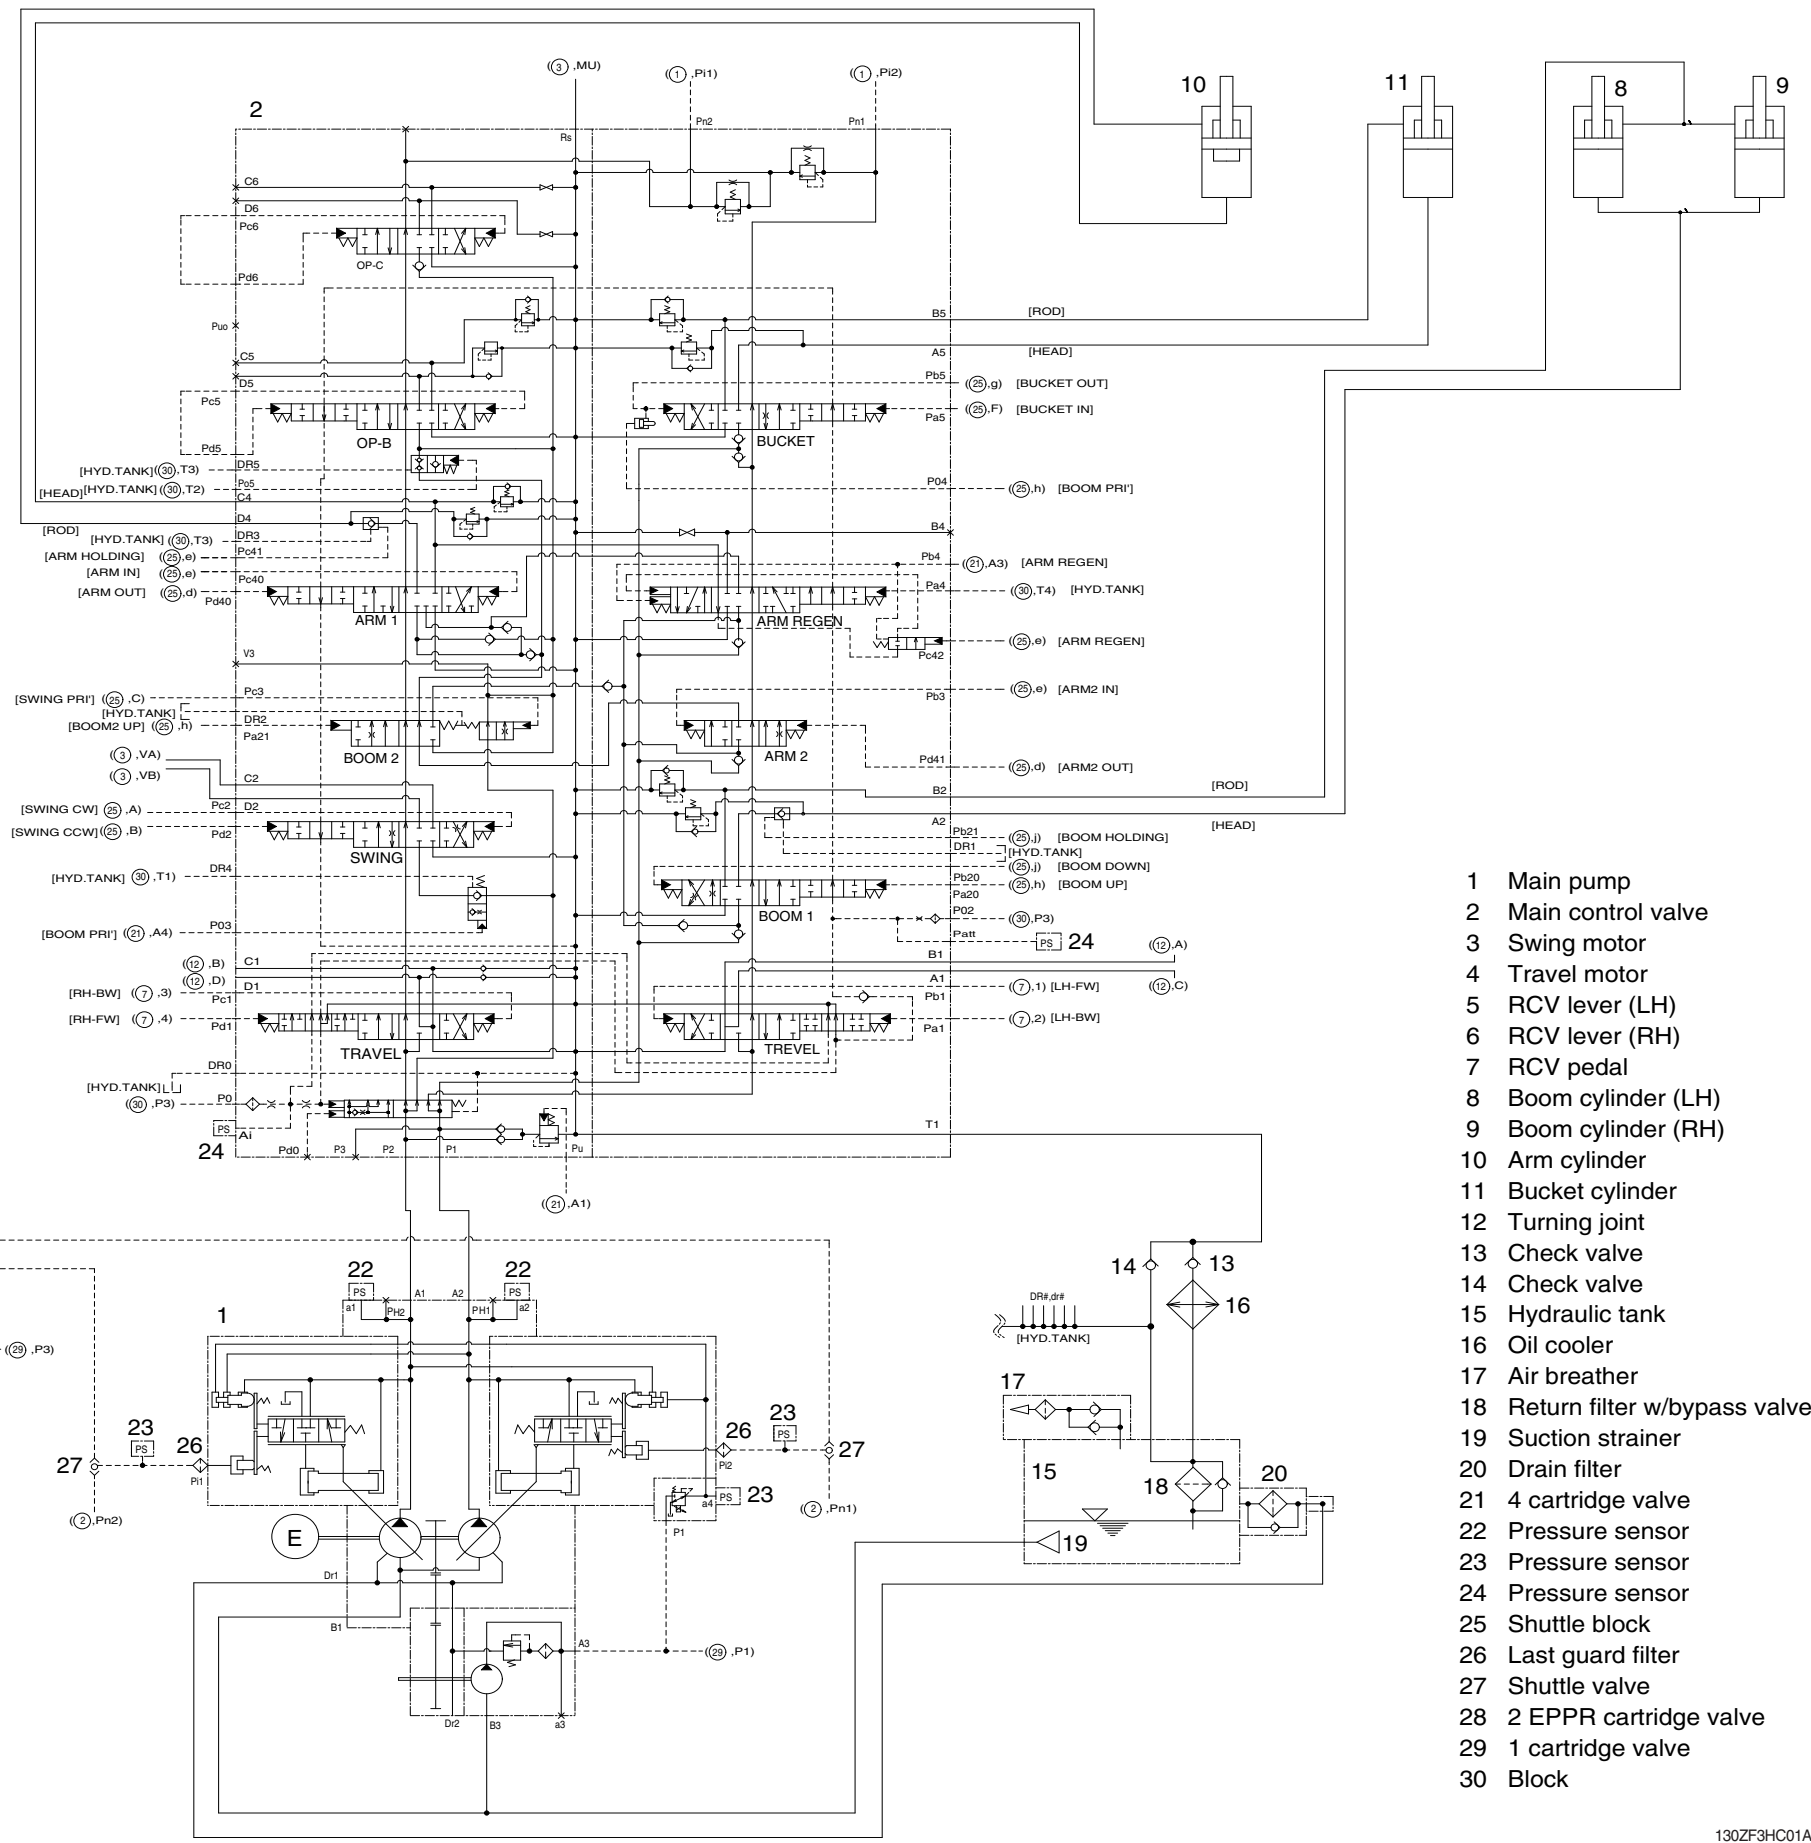 ((3) ,MU)
((1) ,Pi1)
((1) ,Pi2)
10
11
8
9
2
Rs
Pn2
Pn1
C6
D6
Pc6
OP-C
Pd6
Puo
B5
[ROD]
C5
A5
[HEAD]
D5
Pb5
((25),g) [BUCKET OUT]
Pc5
((25),F) [BUCKET IN]
Pa5
OP-B
BUCKET
Pd5
[HYD.TANK]((30),T3) DR5
Po5
[HEAD][HYD.TANK]((30),T2)
P04
((25),h) [BOOM PRI']
C4
D4
[ROD]
B4
[HYD.TANK]((30),T3) DR3
[ARM HOLDING] ((25),e) Pc41
Pb4
((21),A3) [ARM REGEN]
[ARM IN] ((25),e)
Pc40
Pa4
((30),T4) [HYD.TANK]
[ARM OUT] ((25),d)
Pd40
ARM 1
ARM REGEN
((25),e) [ARM REGEN]
Pc42
V3
[SWING PRI'] ((25) ,C) Pc3
Pb3
((25),e) [ARM2 IN]
[HYD.TANK]
DR2
[BOOM2 UP] ((25) ,h)
Pa21
BOOM 2
ARM 2
((3) ,VA)
Pd41
((25),d) [ARM2 OUT]
((3) ,VB)
C2
B2
[ROD]
[SWING CW] (25) ,A)
Pc2
D2
A2
[HEAD]
[SWING CCW]((25) ,B)
Pd2
Pb21
((25),j) [BOOM HOLDING]
SWING
DR1
[HYD.TANK]
((25),j) [BOOM DOWN]
[HYD.TANK] (30) ,T1)
DR4
Pb20
((25),h) [BOOM UP]
Pa20
BOOM 1
P02
((30),P3)
[BOOM PRI'] (21) ,A4)
P03
Patt
PS
24
((12),A)
((12) ,B)
C1
B1
((12) ,D)
D1
A1
((12),C)
[RH-BW] ((7) ,3)
Pc1
((7),1) [LH-FW]
Pb1
[RH-FW] ((7) ,4)
Pd1
((7),2) [LH-BW]
Pa1
TRAVEL
TREVEL
DR0
[HYD.TANK]
((30) ,P3)
P0
PS
Ai
T1
24
Pd0
P3
P2
P1
Pu
((21) ,A1)
22
22
PS
PS
A1
A2
a1
PH2
PH1
a2
1
14
13
16
DR#,dr#
[HYD.TANK]
((29) ,P3)
17
23
PS
26
27
Pi1
((2),Pn2)
23
PS
26
27
Pi2
a4
PS
23
((2) ,Pn1)
P1
15
18
20
19
E
Dr1
B1
A3
((29) ,P1)
Dr2
B3
a3
1 Main pump
2 Main control valve
3 Swing motor
4 Travel motor
5 RCV lever (LH)
6 RCV lever (RH)
7 RCV pedal
8 Boom cylinder (LH)
9 Boom cylinder (RH)
10 Arm cylinder
11 Bucket cylinder
12 Turning joint
13 Check valve
14 Check valve
15 Hydraulic tank
16 Oil cooler
17 Air breather
18 Return filter w/bypass valve
19 Suction strainer
20 Drain filter
21 4 cartridge valve
22 Pressure sensor
23 Pressure sensor
24 Pressure sensor
25 Shuttle block
26 Last guard filter
27 Shuttle valve
28 2 EPPR cartridge valve
29 1 cartridge valve
30 Block
130ZF3HC01A